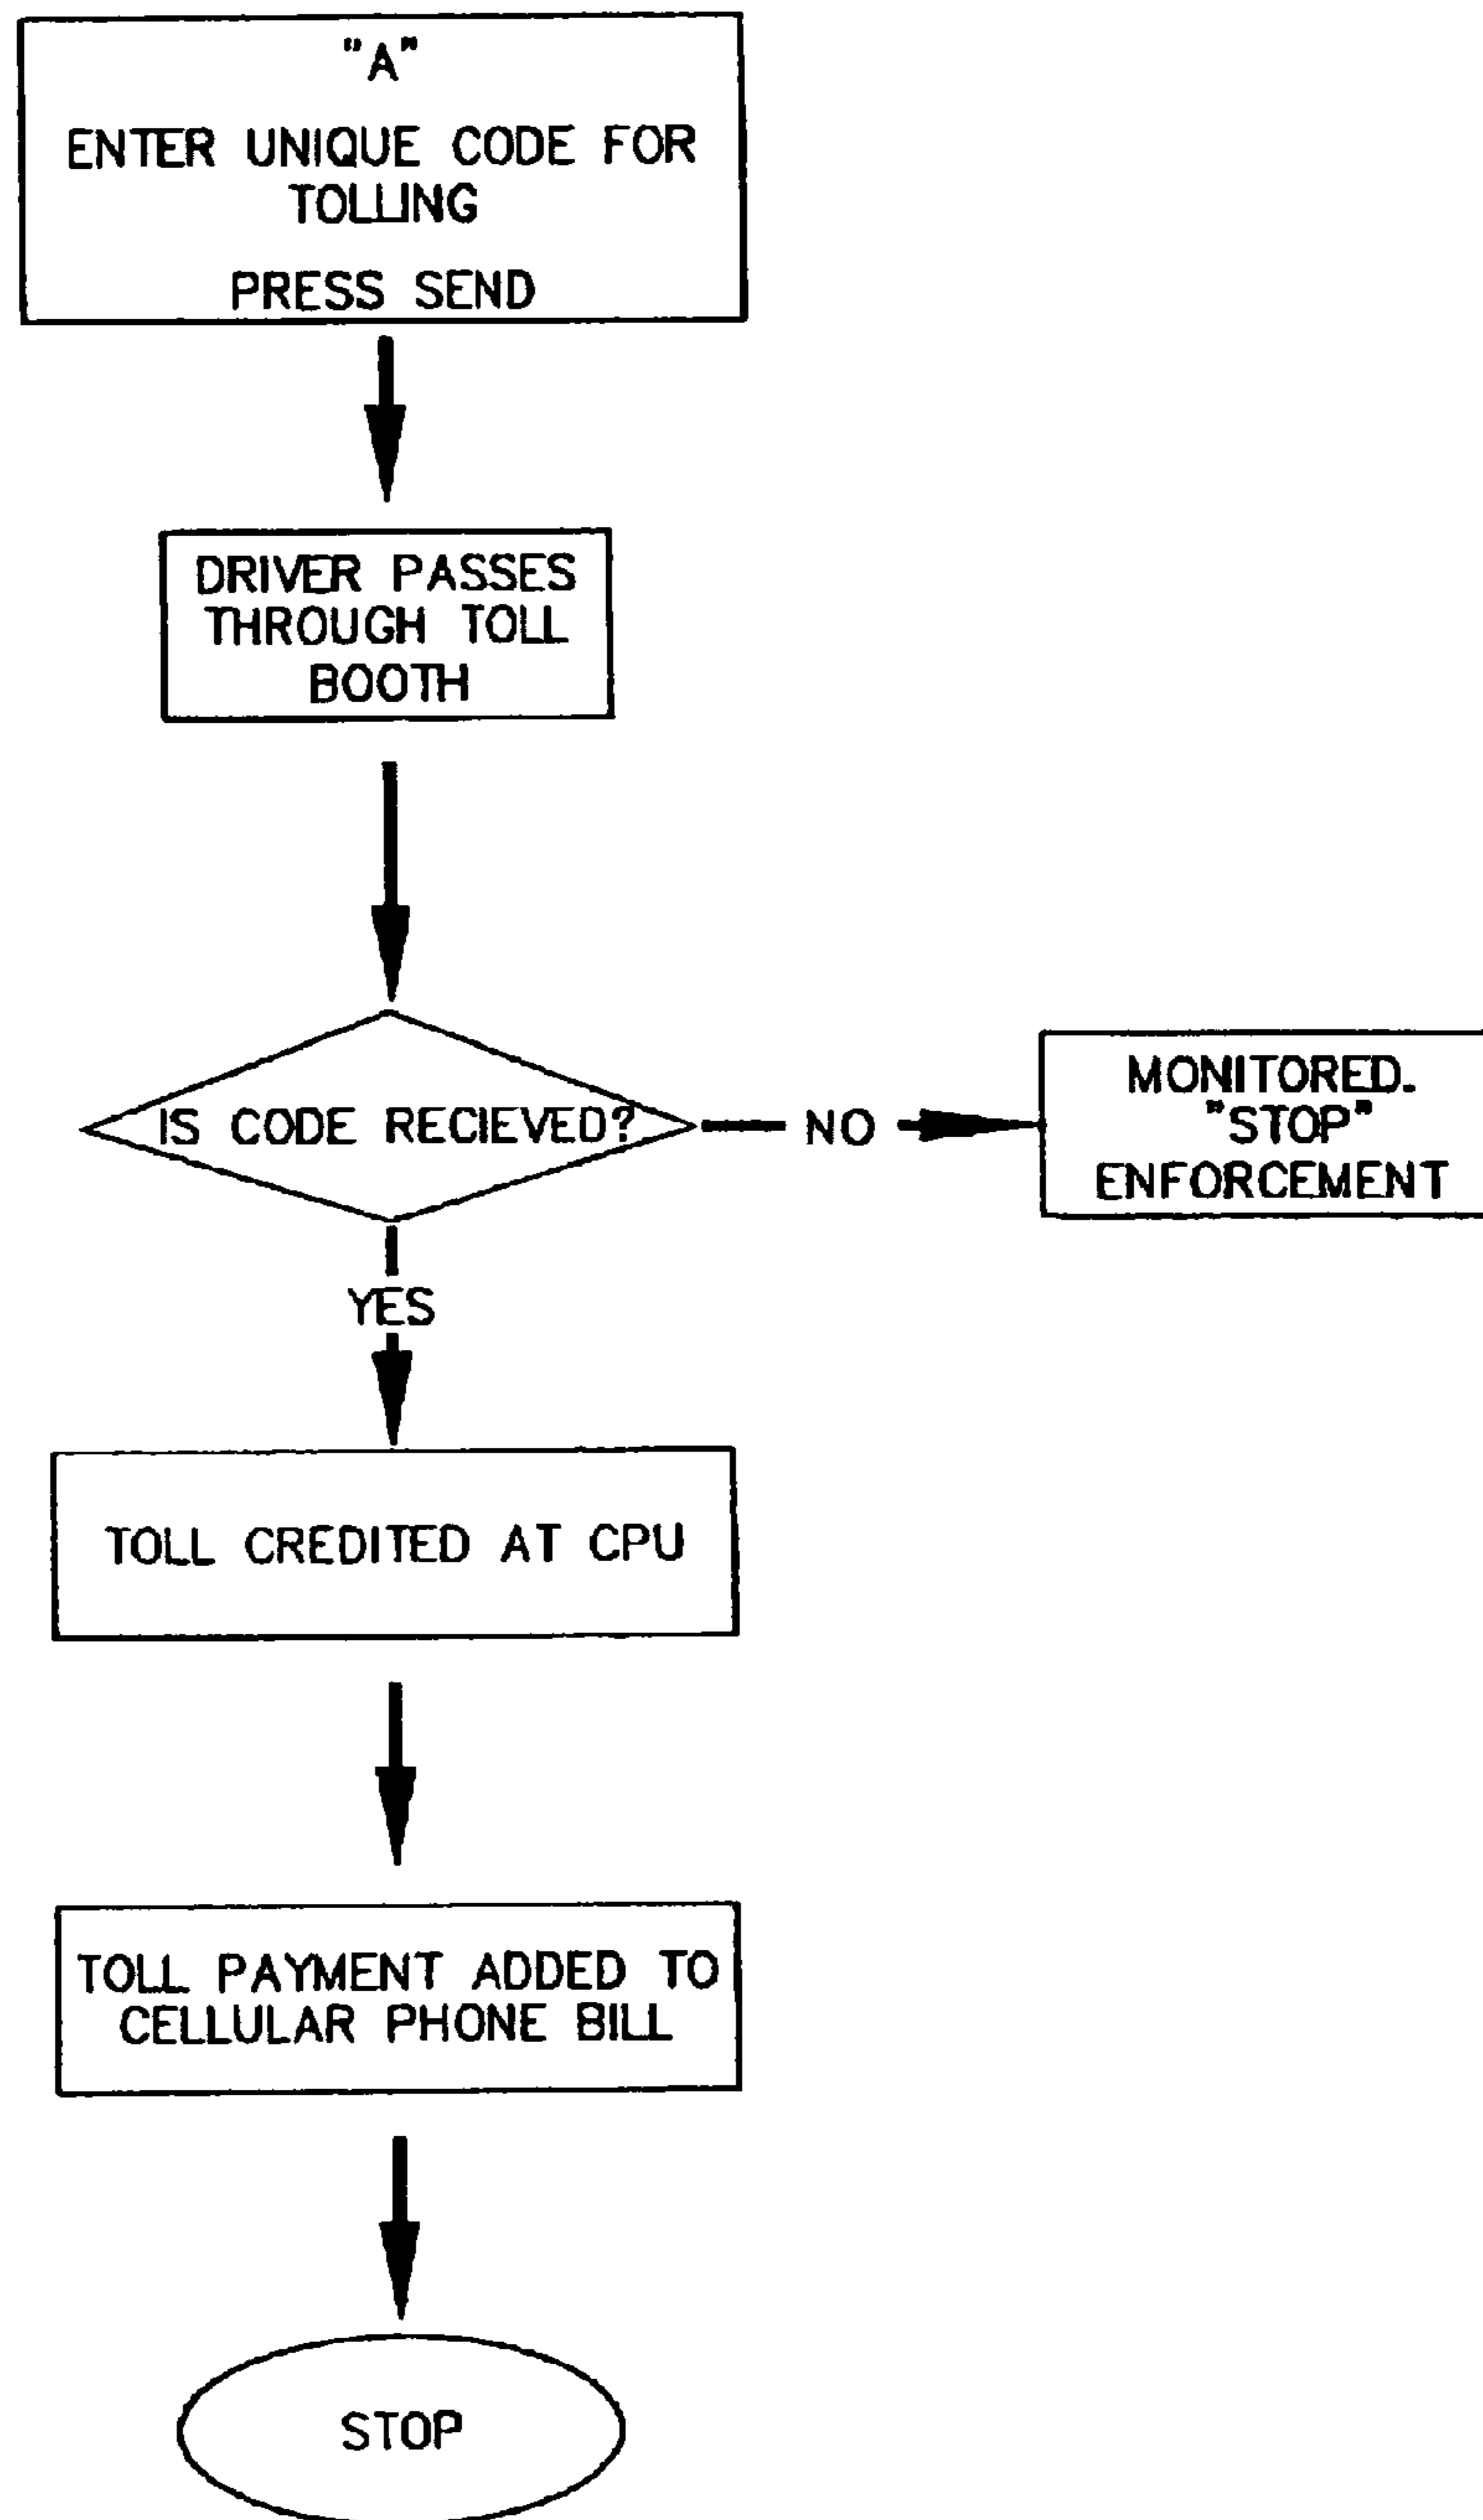 "A"
ENTER UNIQUE CODE FOR
TOLLING
PRESS SEND
DRIVER PASSES
THROUGH TOLL
BOOTH
IS CODE RECIEVED?
NO
MONITORED.
"STOP"
ENFORCEMENT
YES
TOLL CREDITED AT CPU
TOLL PAYMENT ADDED TO
CELLULAR PHONE BILL
STOP